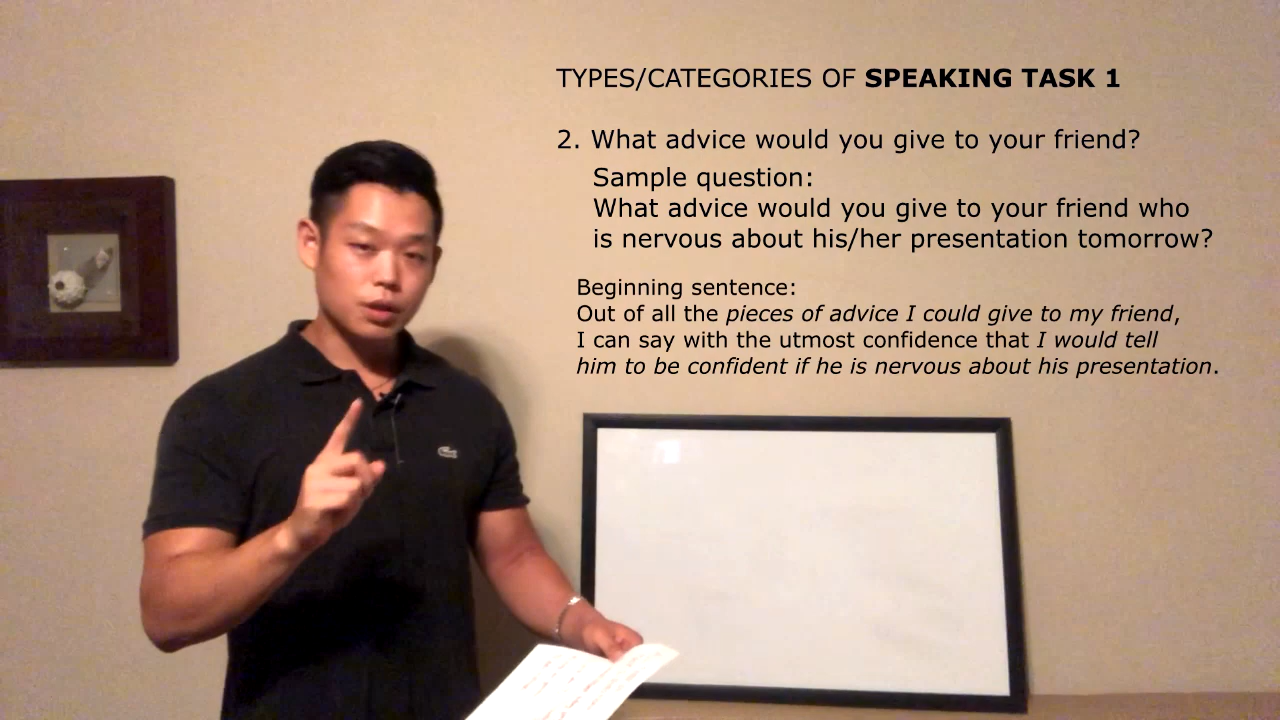 TYPES/CATEGORIES OF SPEAKING TASK 1
2. What advice would you give to your friend?
Sample question:
What advice would you give to your friend who
is nervous about his/her presentation tomorrow?
Beginning sentence:
Out of all the pieces of advice I could give to my friend,
I can say with the utmost confidence that I would tell
him to be confident if he is nervous about his presentation.